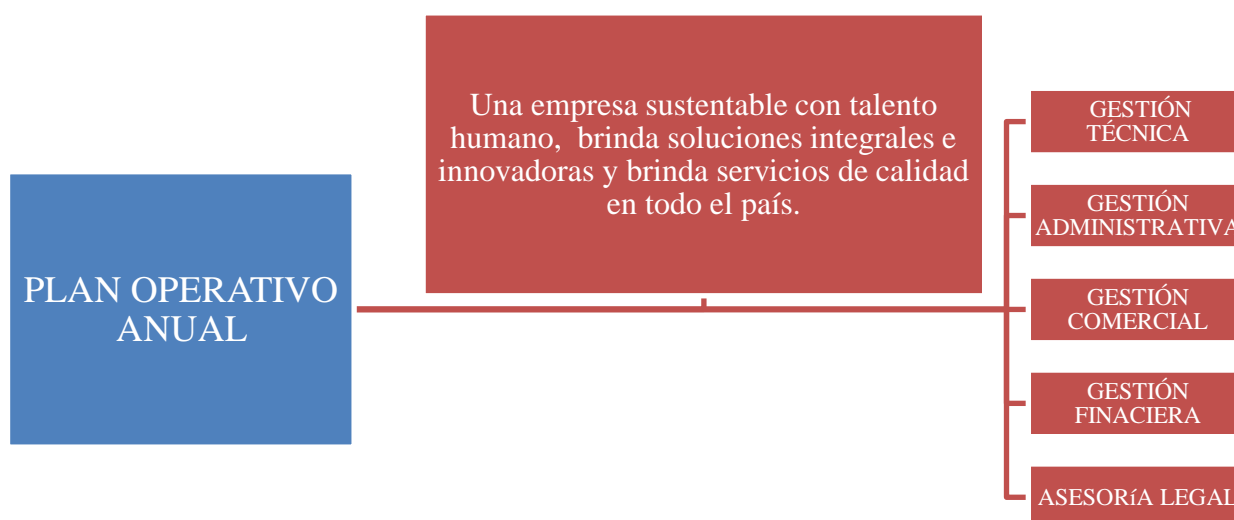 PLAN OPERATIVO
ANUAL
Una empresa sustentable con talento
humano, brinda soluciones integrales e
innovadoras y brinda servicios de calidad
en todo el país.
GESTIÓN
TÉCNICA
GESTIÓN
ADMINISTRATIVA
GESTIÓN
COMERCIAL
GESTIÓN
FINACIERA
ASESORíA LEGAL